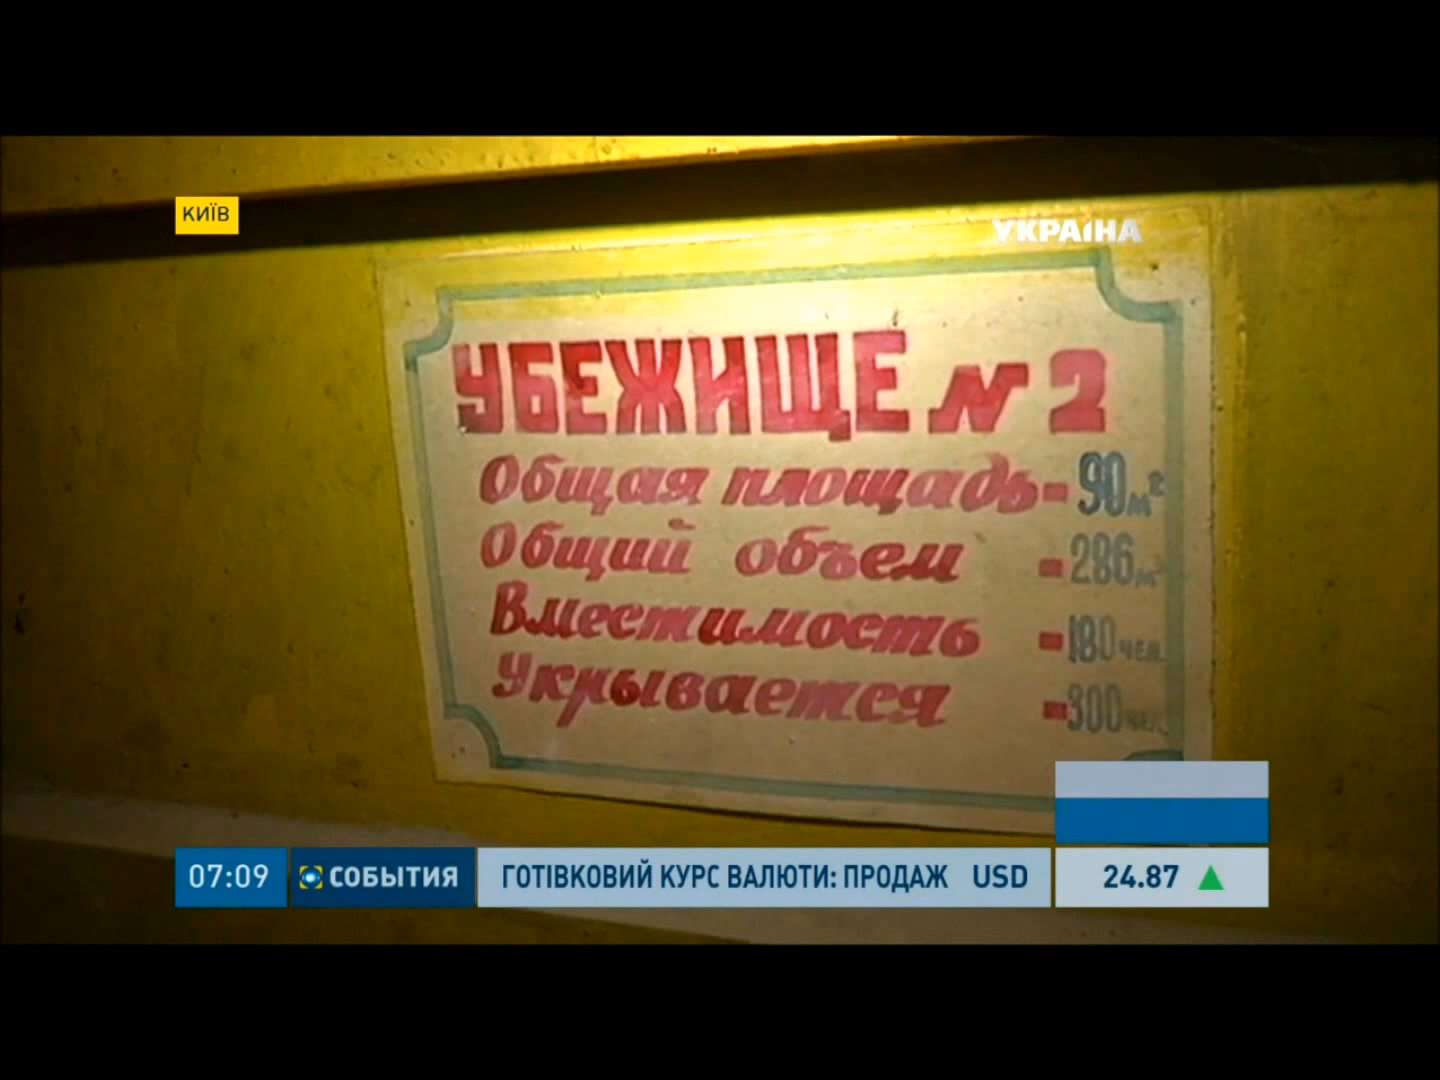 КИЇВ
УКРАЇНА
УБЕЖИЩЕ N 2
Общая площадь = 90 м²
Общий объем = 286 м³
Вместимость = 180 чел.
Укрывается = 300 чел.
07:09 СОБЫТИЯ ГОТІВКОВИЙ КУРС ВАЛЮТИ: ПРОДАЖ USD 24.87